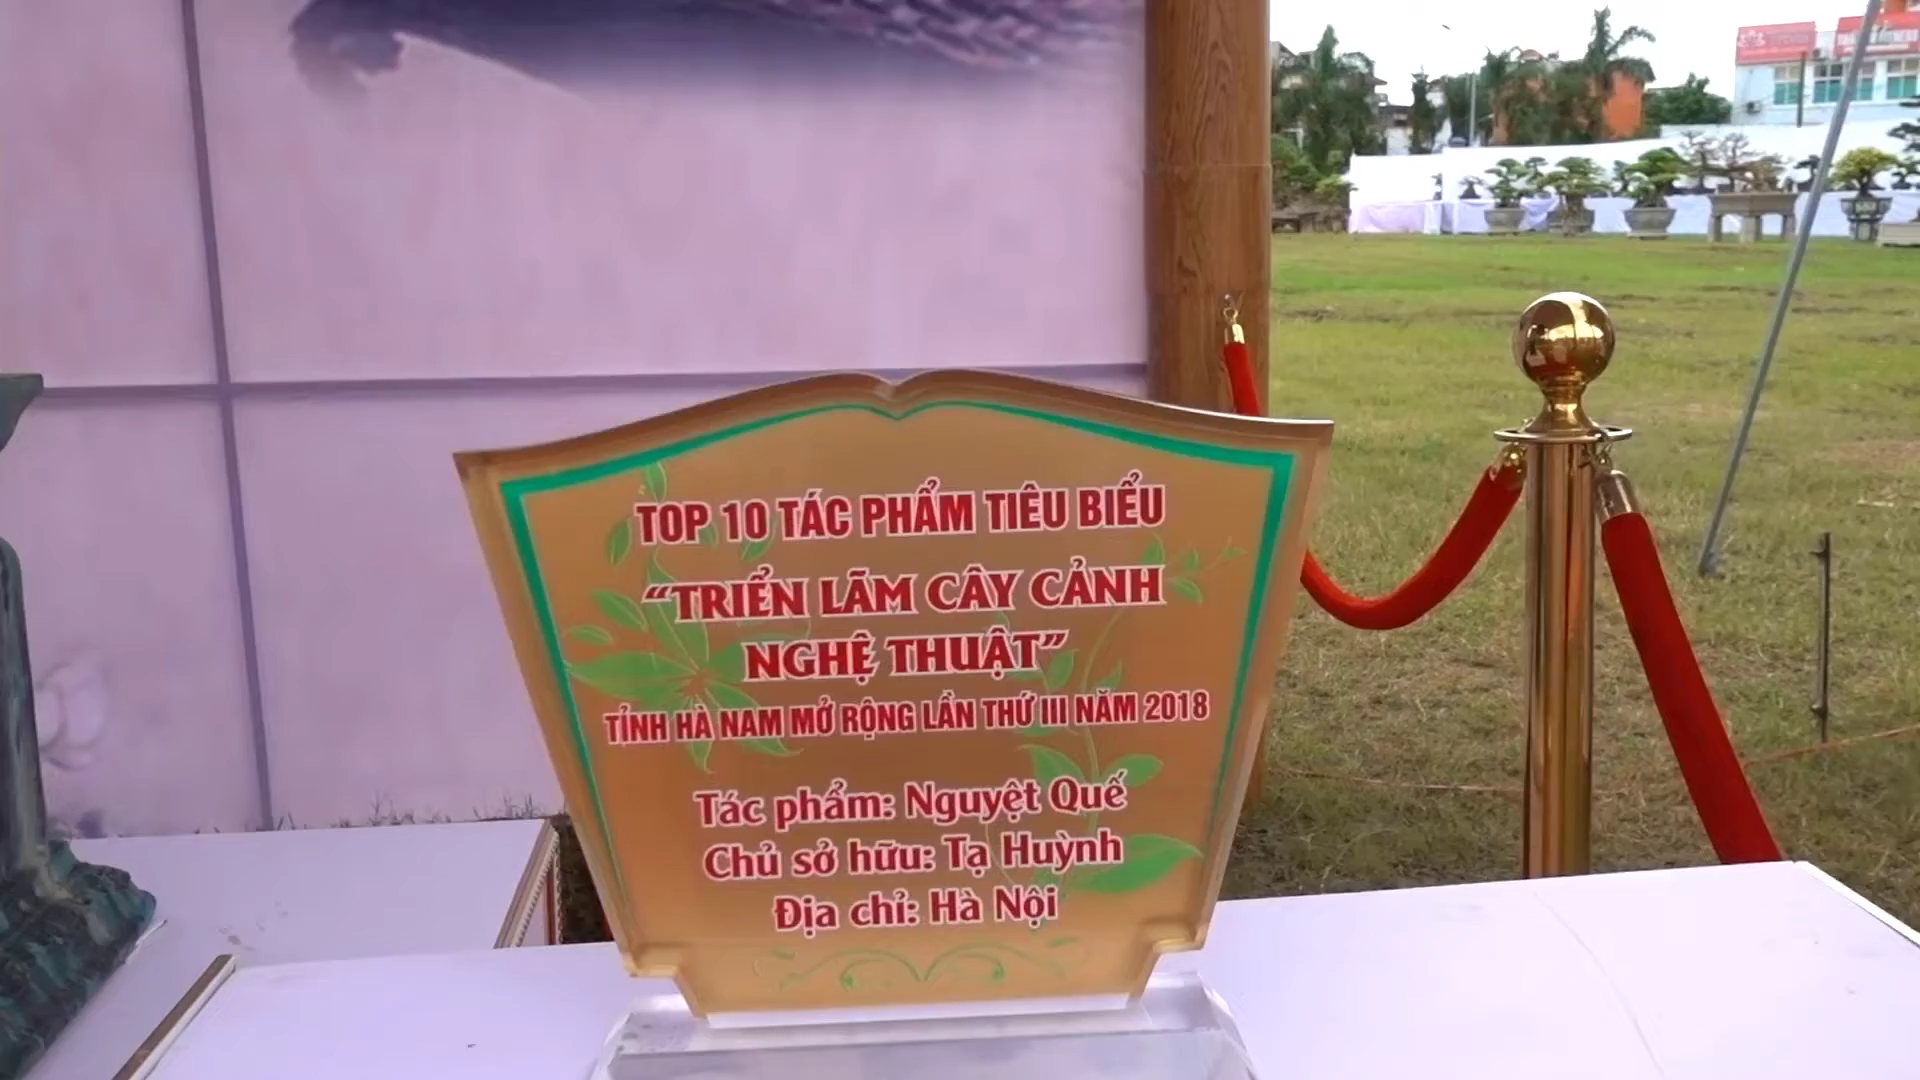 TOP 10 TÁC PHẨM TIÊU BIỂU
“TRIỂN LÃM CÂY CẢNH
NGHỆ THUẬT”
TỈNH HÀ NAM MỞ RỘNG LẦN THỨ III NĂM 2018
Tác phẩm: Nguyệt Quế
Chủ sở hữu: Tạ Huỳnh
Địa chỉ: Hà Nội